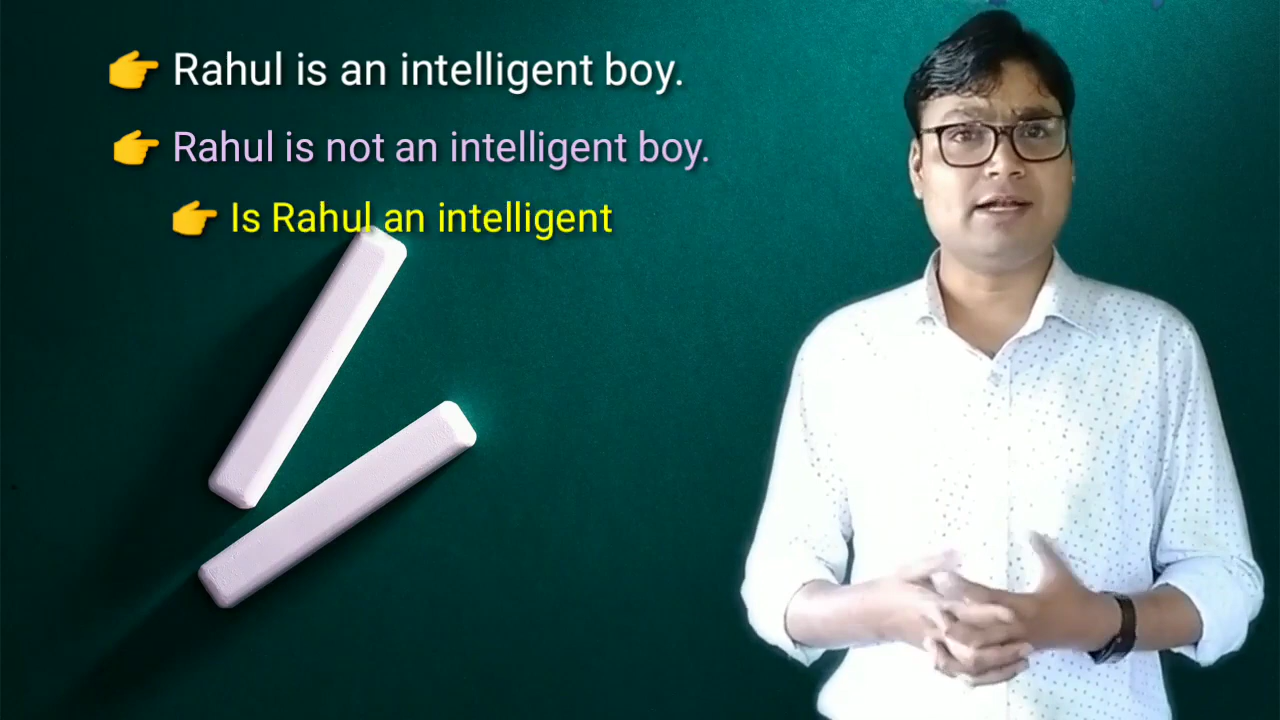 👉 Rahul is an intelligent boy.
👉 Rahul is not an intelligent boy.
👉 Is Rahul an intelligent